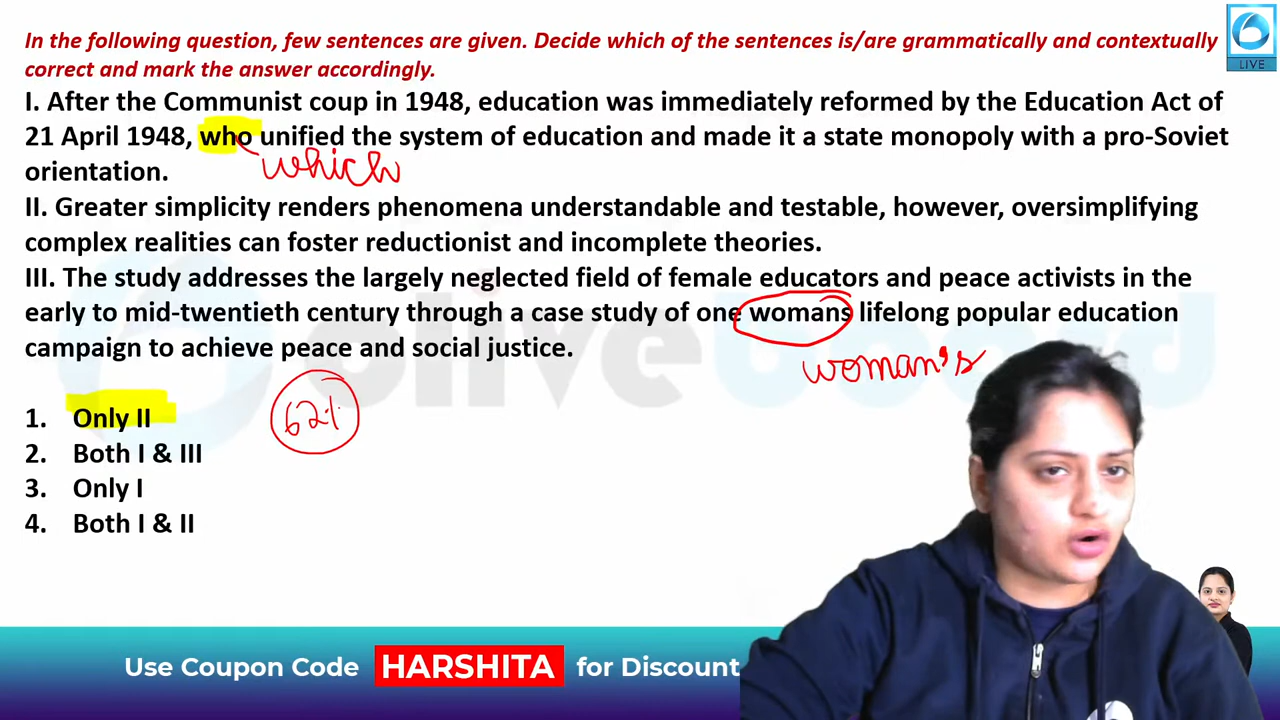 In the following question, few sentences are given. Decide which of the sentences is/are grammatically and contextually
correct and mark the answer accordingly.
LIVE
I. After the Communist coup in 1948, education was immediately reformed by the Education Act of
21 April 1948, who unified the system of education and made it a state monopoly with a pro-Soviet
which
orientation.
II. Greater simplicity renders phenomena understandable and testable, however, oversimplifying
complex realities can foster reductionist and incomplete theories.
III. The study addresses the largely neglected field of female educators and peace activists in the
early to mid-twentieth century through a case study of one womans lifelong popular education
campaign to achieve peace and social justice.
woman's
oliveboard
1. Only II
62%
2. Both I & III
3. Only I
4. Both I & II
Use Coupon Code HARSHITA for Discount